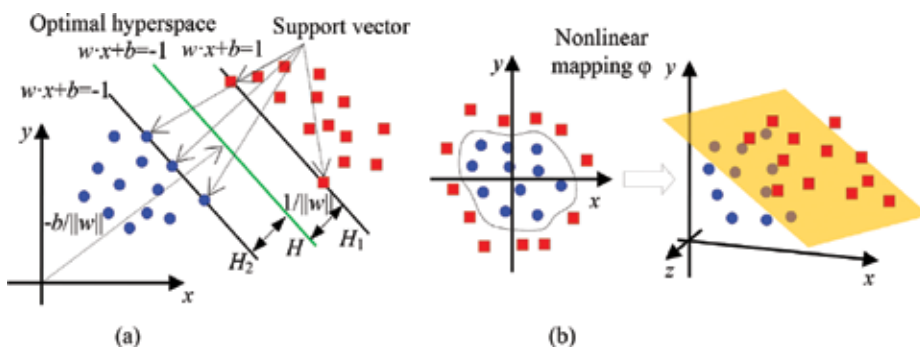 Optimal hyperspace
Support vector
w·x+b=-1
w·x+b=1
w·x+b=-1
y
-b/||w||
1/||w||
H₂
H
H₁
x
(a)
Nonlinear
mapping φ
y
x
y
z
x
(b)